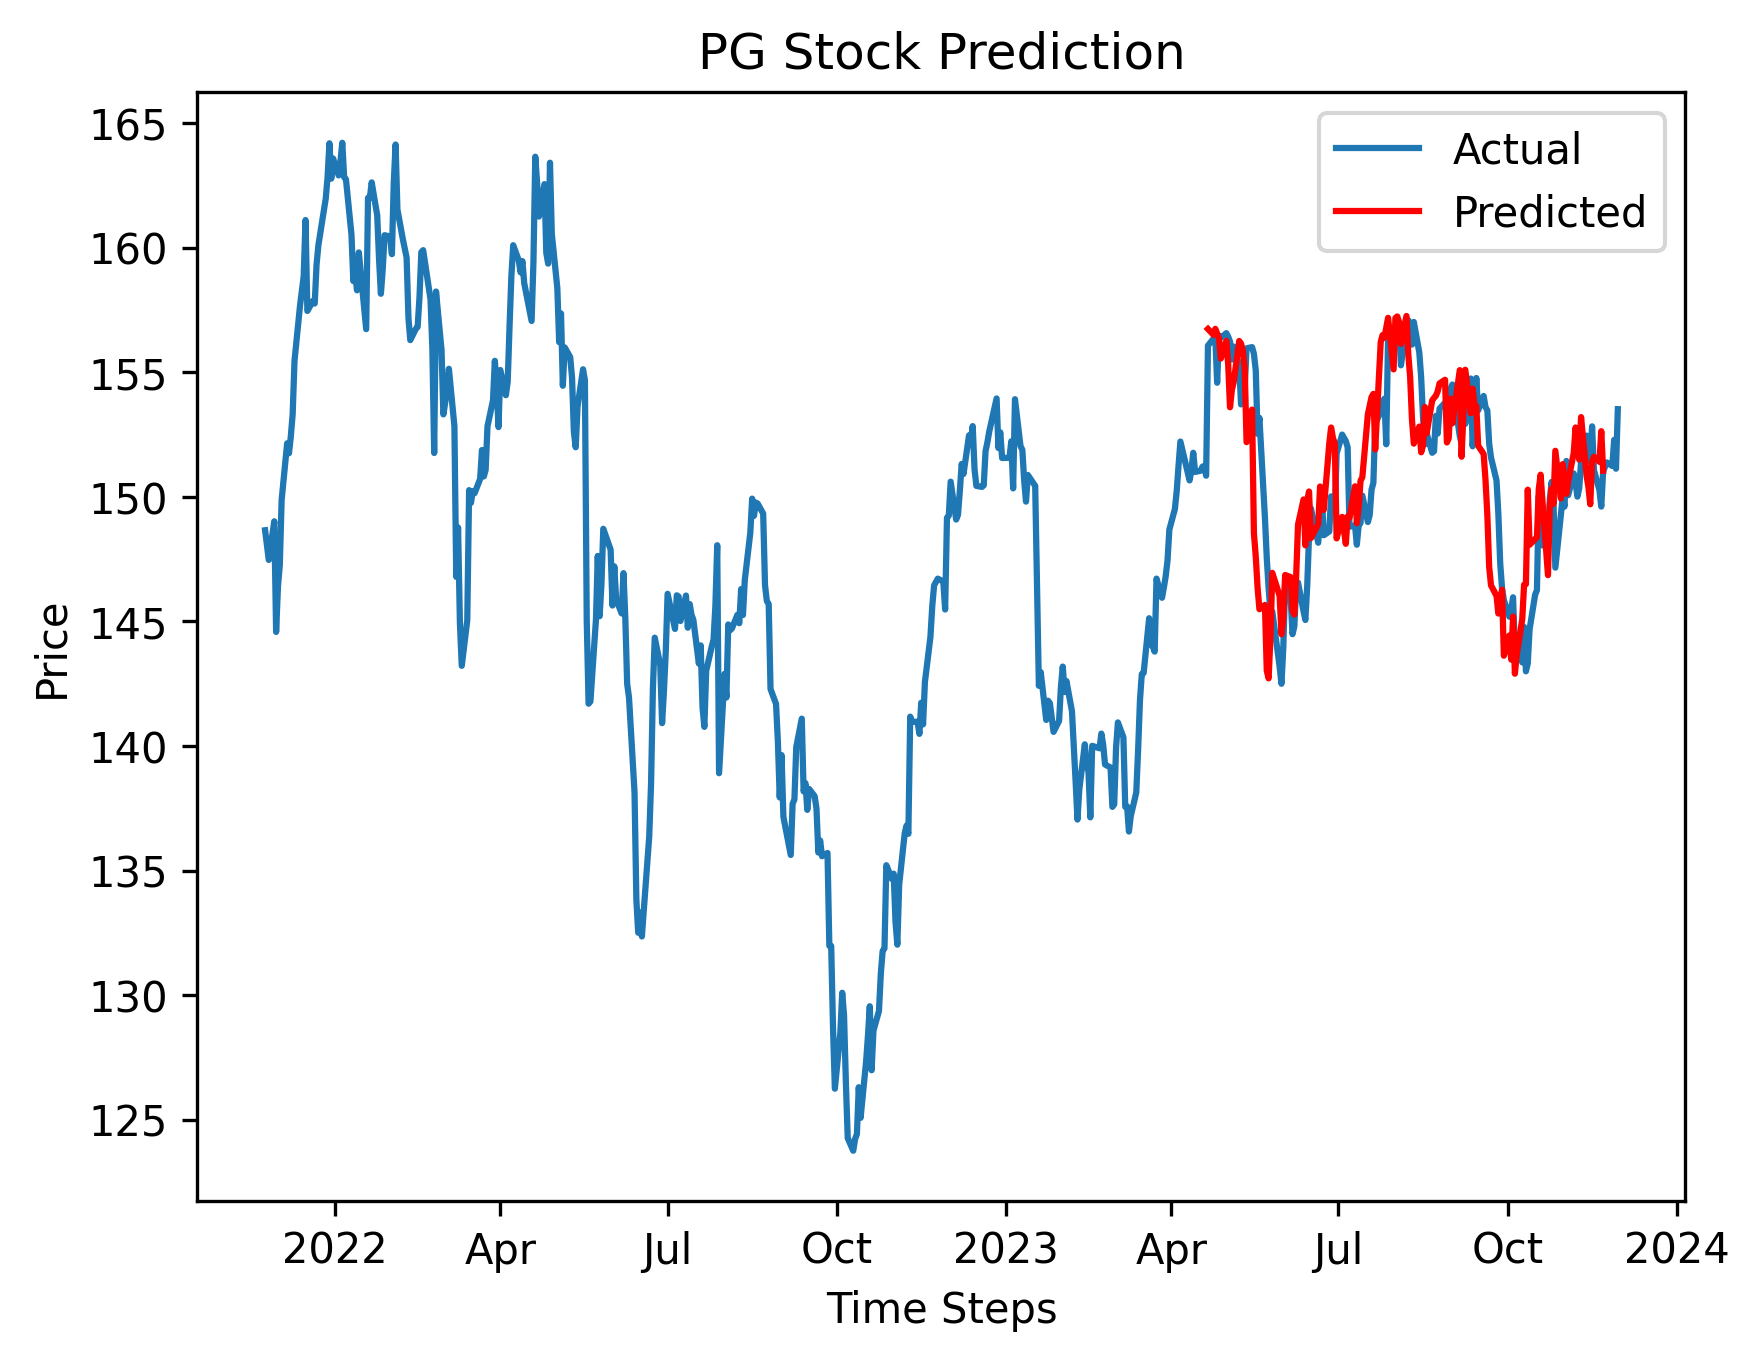 PG Stock Prediction
Actual
Predicted
165
160
155
150
145
140
135
130
125
Price
2022 Apr Jul Oct 2023 Apr Jul Oct 2024
Time Steps